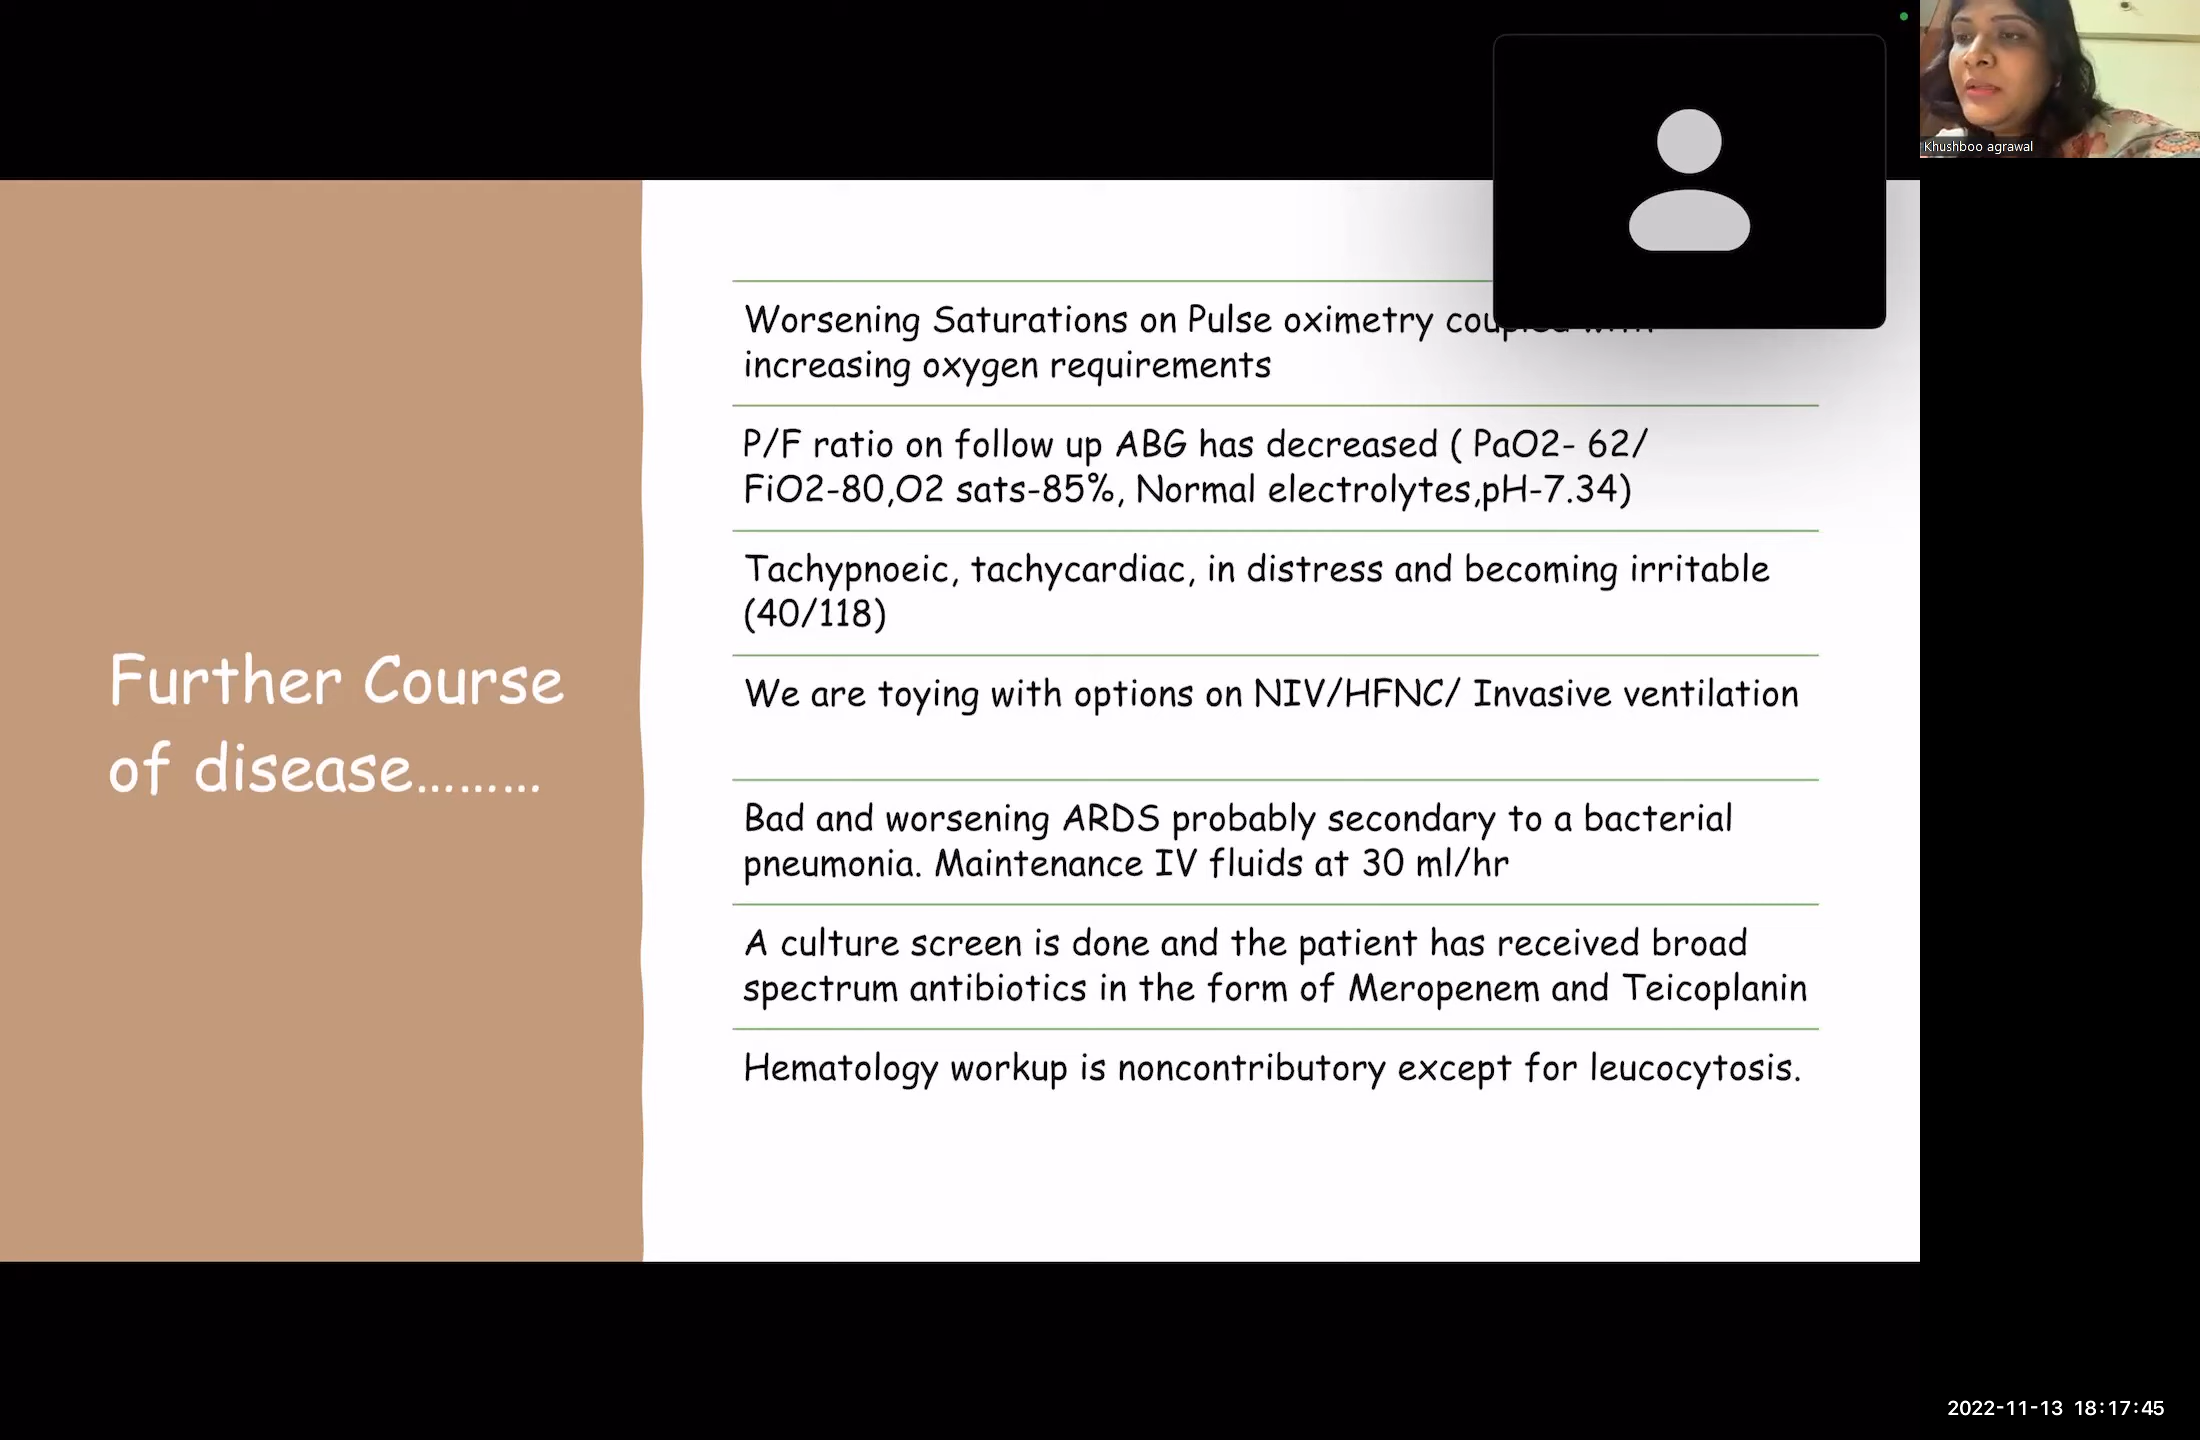 Khushboo agrawal
Further Course
of disease.........
Worsening Saturations on Pulse oximetry coupled with
increasing oxygen requirements
P/F ratio on follow up ABG has decreased ( PaO2- 62/
FiO2-80,O2 sats-85%, Normal electrolytes,pH-7.34)
Tachypnoeic, tachycardiac, in distress and becoming irritable
(40/118)
We are toying with options on NIV/HFNC/ Invasive ventilation
Bad and worsening ARDS probably secondary to a bacterial
pneumonia. Maintenance IV fluids at 30 ml/hr
A culture screen is done and the patient has received broad
spectrum antibiotics in the form of Meropenem and Teicoplanin
Hematology workup is noncontributory except for leucocytosis.
2022-11-13 18:17:45